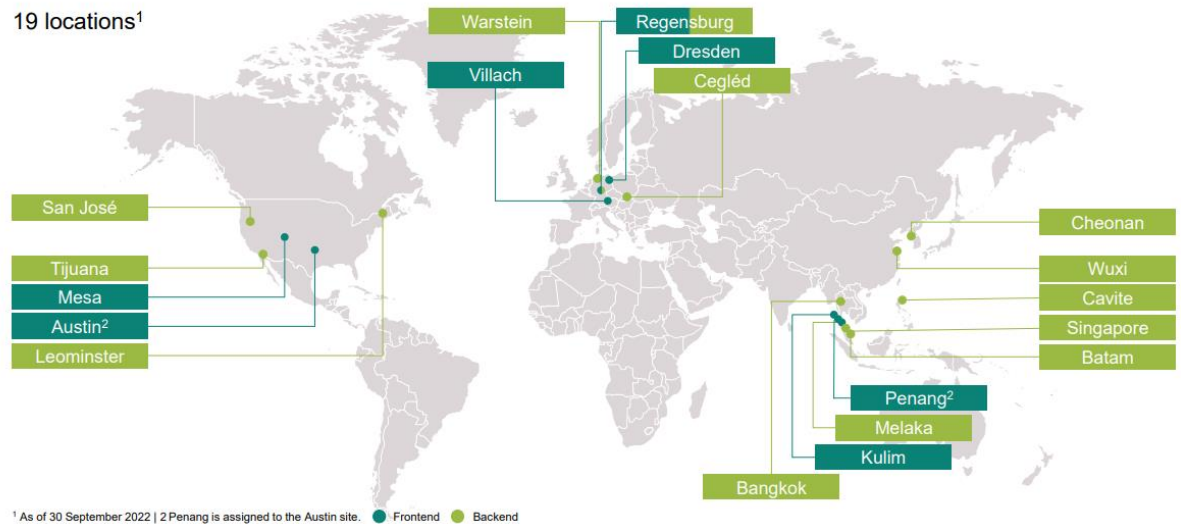 19 locations¹
Warstein
Regensburg
Dresden
Villach
Cegléd
San José
Tijuana
Mesa
Austin²
Leominster
Cheonan
Wuxi
Cavite
Singapore
Batam
Penang²
Melaka
Kulim
Bangkok
¹ As of 30 September 2022 | 2 Penang is assigned to the Austin site. Frontend Backend